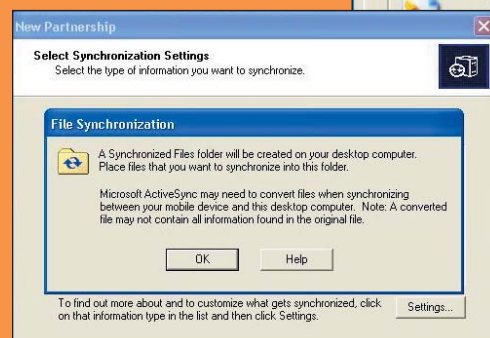 New Partnership
Select Synchronization Settings
Select the type of information you want to synchronize.
File Synchronization
A Synchronized Files folder will be created on your desktop computer.
Place files that you want to synchronize into this folder.
Microsoft ActiveSync may need to convert files when synchronizing
between your mobile device and this desktop computer. Note: A converted
file may not contain all information found in the original file.
OK
Help
To find out more about and to customize what gets synchronized, click
on that information type in the list and then click Settings.
Settings...